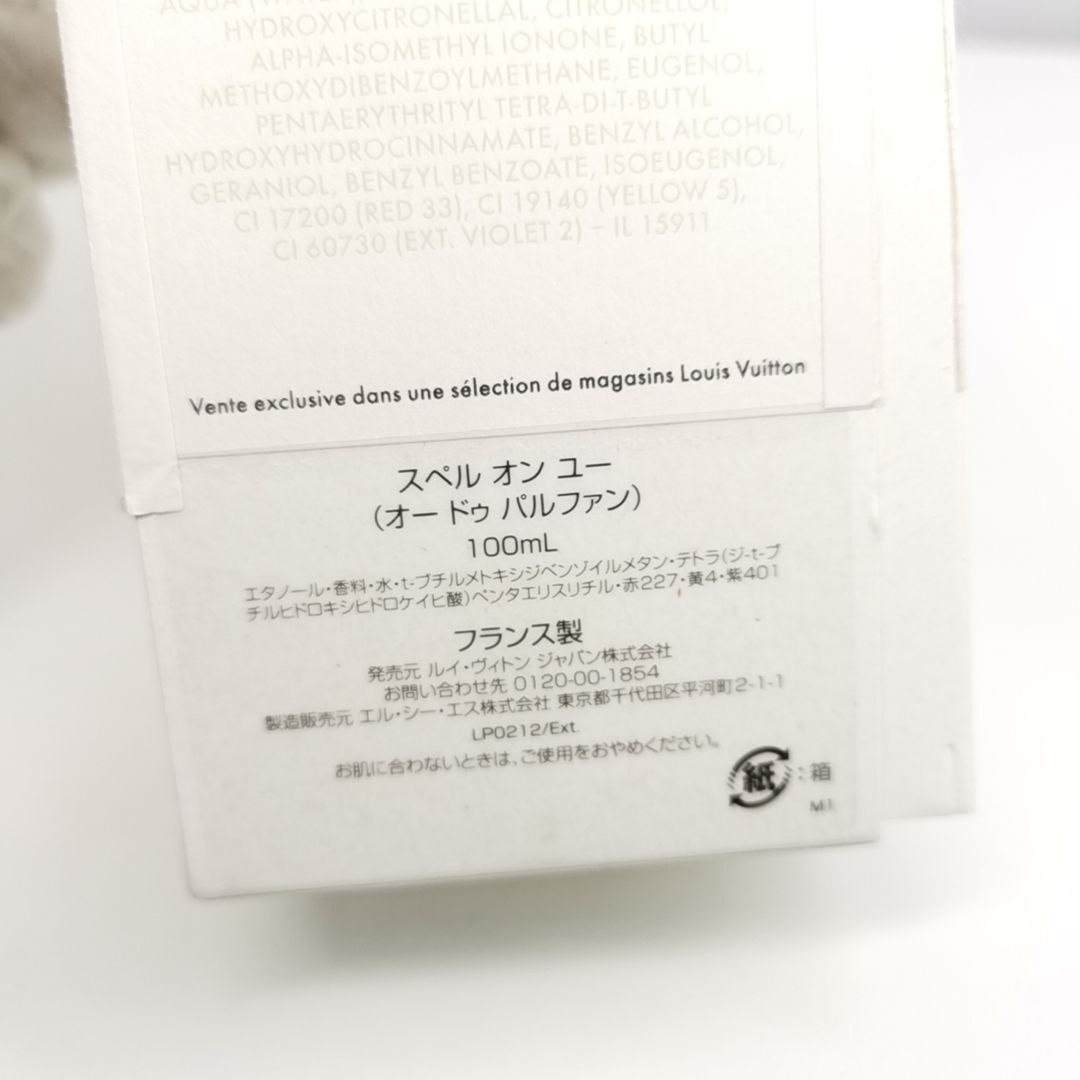 AQUA (WATER),
HYDROXYCITRONELLAL, CITRONELLOL,
ALPHA-ISOMETHYL IONONE, BUTYL
METHOXYDIBENZOYLMETHANE, EUGENOL,
PENTAERYTHRITYL TETRA-DI-T-BUTYL
HYDROXYHYDROCINNAMATE, BENZYL ALCOHOL,
GERANIOL, BENZYL BENZOATE, ISOEUGENOL,
CI 17200 (RED 33), CI 19140 (YELLOW 5),
CI 60730 (EXT. VIOLET 2) – IL 15911
Vente exclusive dans une sélection de magasins Louis Vuitton
スペル オン ユー
(オー ドゥ パルファン)
100mL
エタノール・香料・水・t-ブチルメトキシジベンゾイルメタン・テトラ(ジ-t-ブ
チルヒドロキシヒドロケイヒ酸)ペンタエリスリチル・赤227・黄4・紫401
フランス製
発売元 ルイ・ヴィトン ジャパン株式会社
お問い合わせ先 0120-00-1854
製造販売元 エル・シー・エス株式会社 東京都千代田区平河町2-1-1
LP0212/Ext.
お肌に合わないときは、ご使用をおやめください。
紙:箱
M1